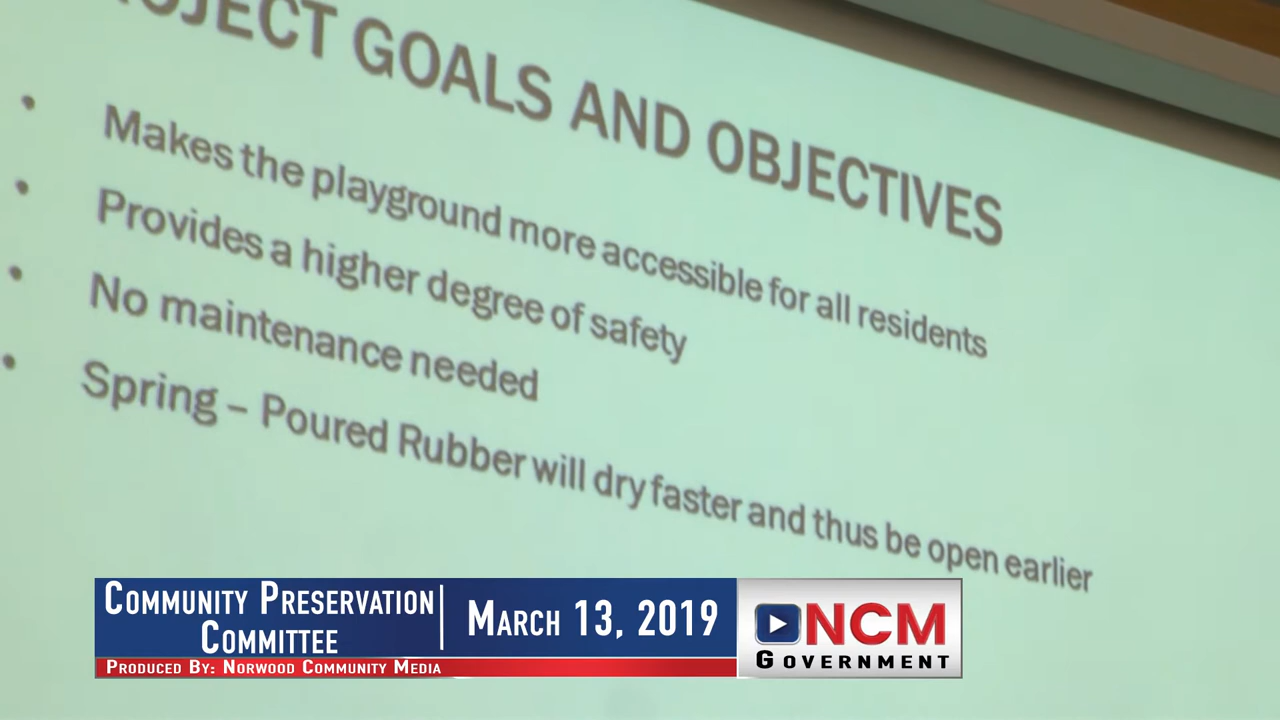 GOALS AND OBJECTIVES
• Makes the playground more accessible for all residents
• Provides a higher degree of safety
• No maintenance needed
• Spring – Poured Rubber will dry faster and thus be open earlier
COMMUNITY PRESERVATION
COMMITTEE
MARCH 13, 2019
PRODUCED BY: NORWOOD COMMUNITY MEDIA
NCM
GOVERNMENT